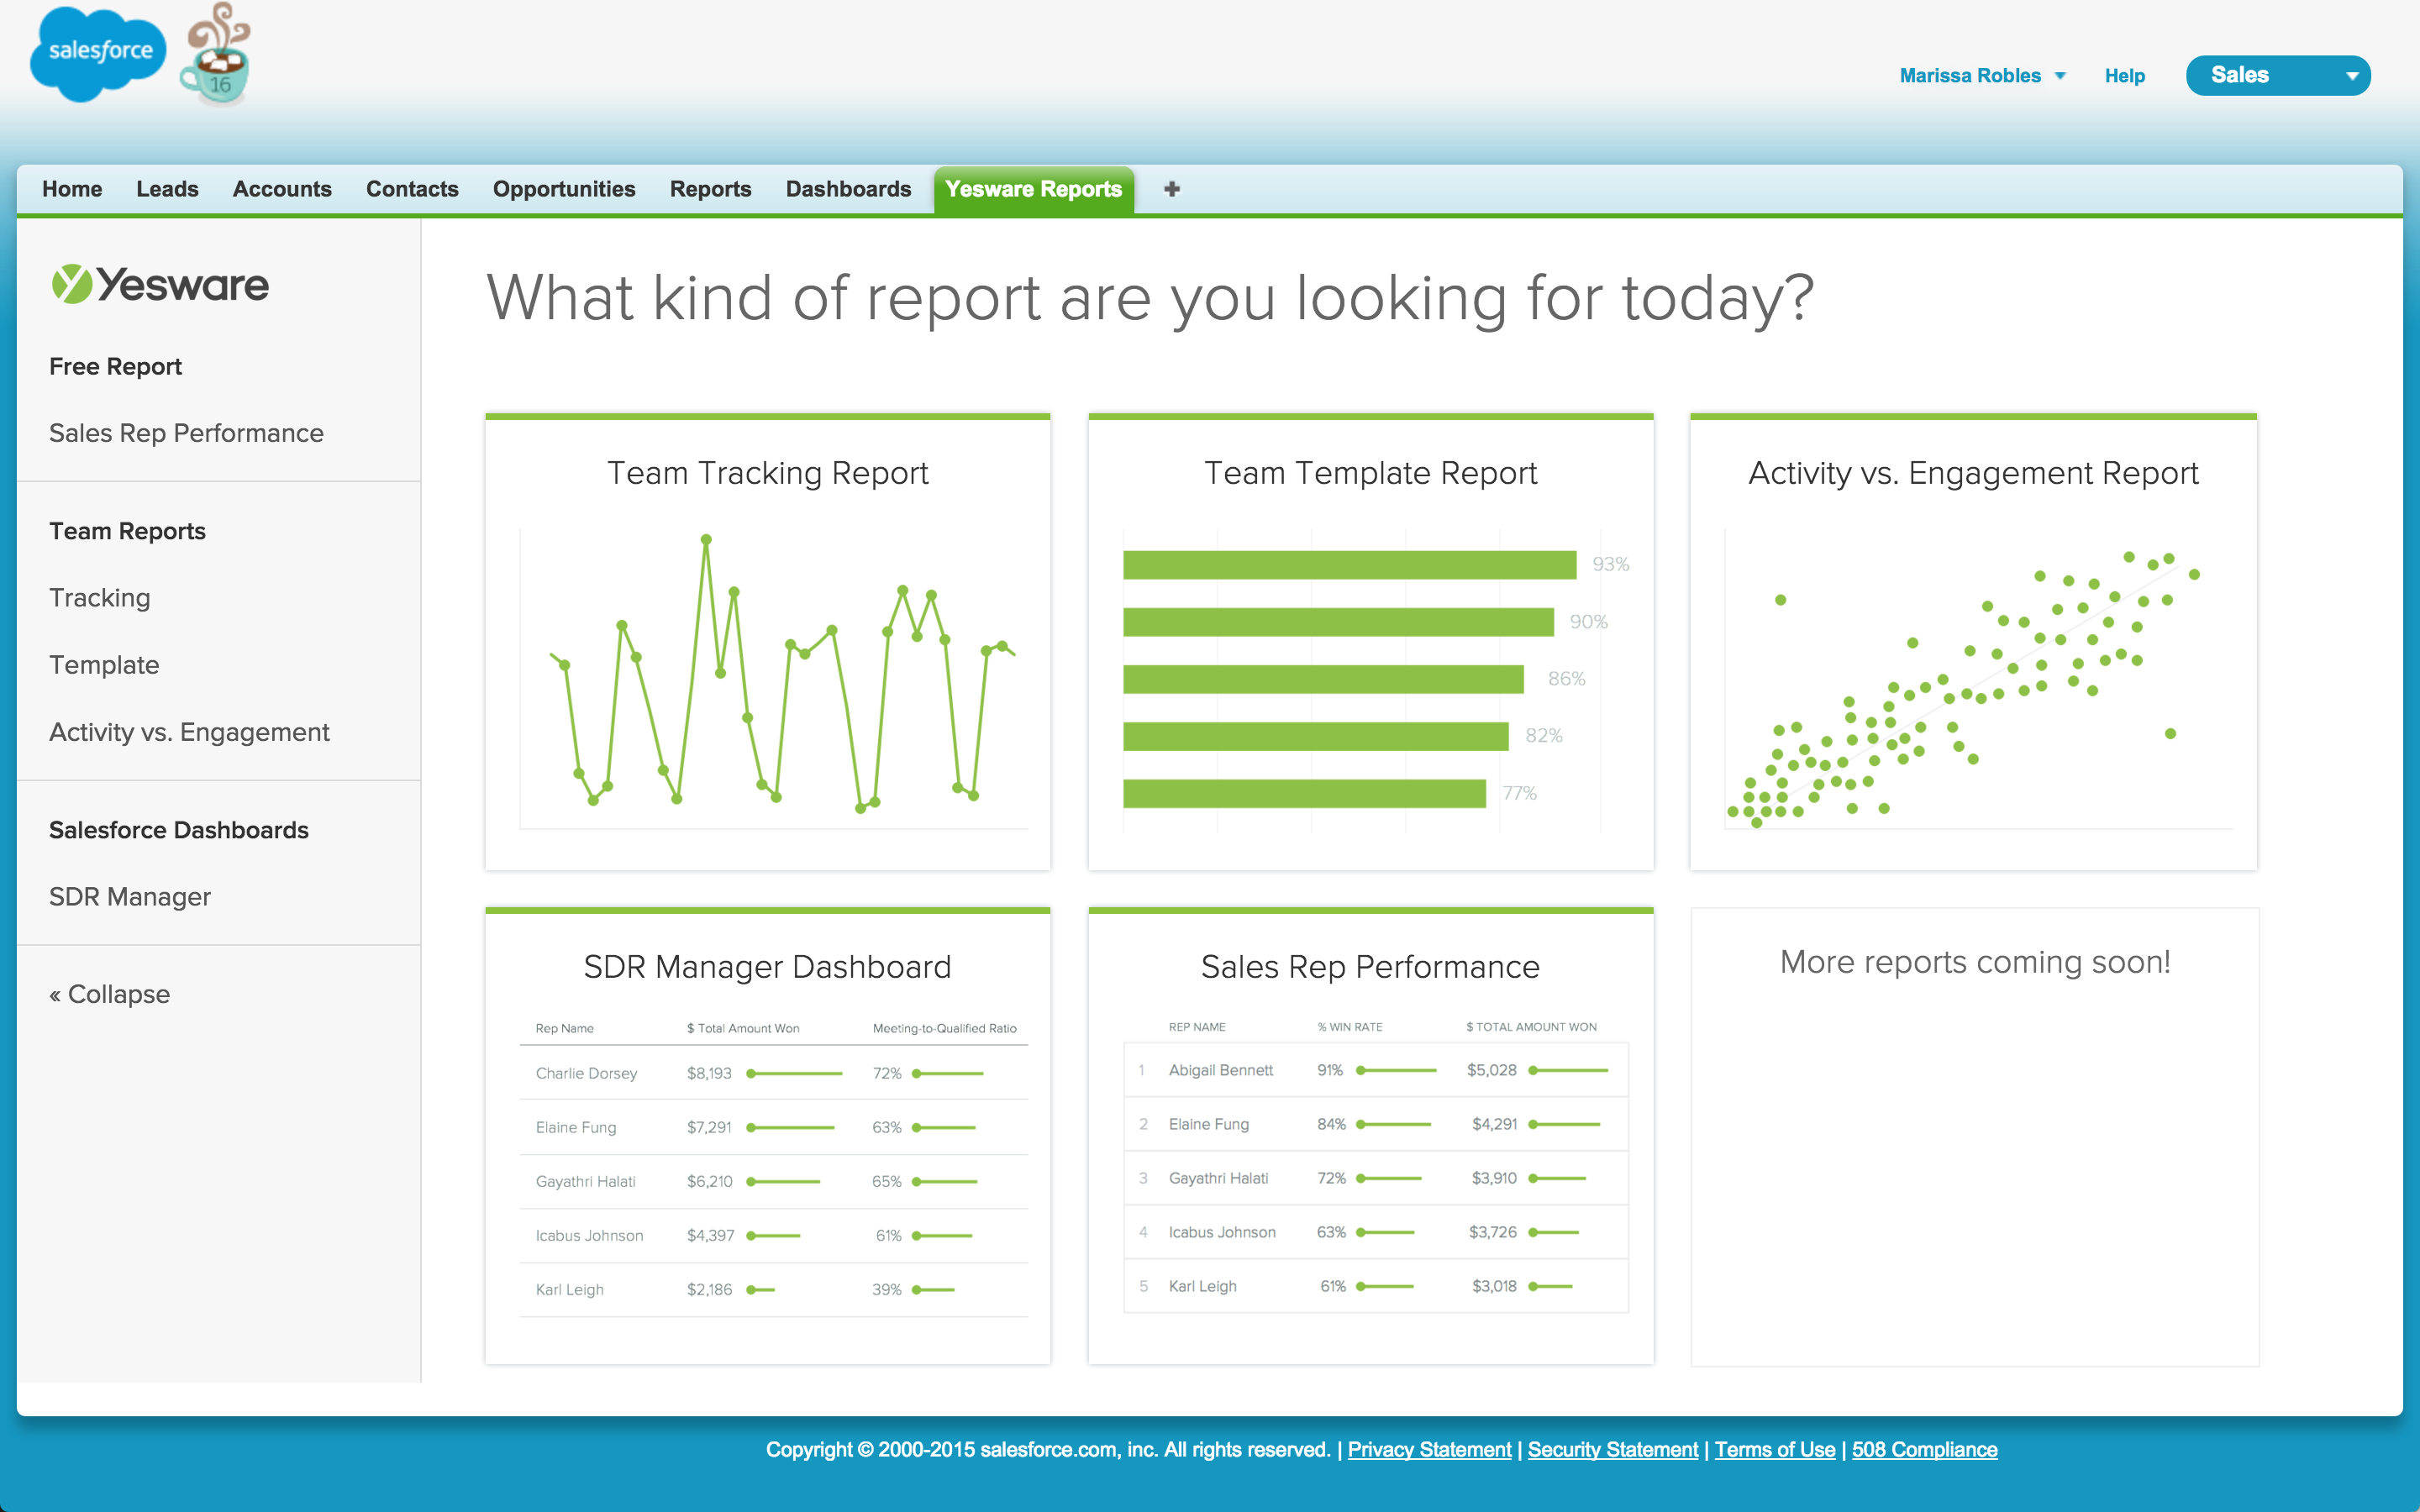 salesforce
16
Marissa Robles
Help
Sales
Home Leads Accounts Contacts Opportunities Reports Dashboards Yesware Reports
Yesware
Free Report
Sales Rep Performance
Team Reports
Tracking
Template
Activity vs. Engagement
Salesforce Dashboards
SDR Manager
« Collapse
What kind of report are you looking for today?
Team Tracking Report
Team Template Report
93%
90%
86%
82%
77%
Activity vs. Engagement Report
SDR Manager Dashboard
Rep Name $ Total Amount Won Meeting-to-Qualified Ratio
Charlie Dorsey $8,193 72%
Elaine Fung $7,291 63%
Gayathri Halati $6,210 65%
Icabus Johnson $4,397 61%
Karl Leigh $2,186 39%
Sales Rep Performance
REP NAME % WIN RATE $ TOTAL AMOUNT WON
1 Abigail Bennett 91% $5,028
2 Elaine Fung 84% $4,291
3 Gayathri Halati 72% $3,910
4 Icabus Johnson 63% $3,726
5 Karl Leigh 61% $3,018
More reports coming soon!
Copyright © 2000-2015 salesforce.com, inc. All rights reserved. | Privacy Statement | Security Statement | Terms of Use | 508 Compliance